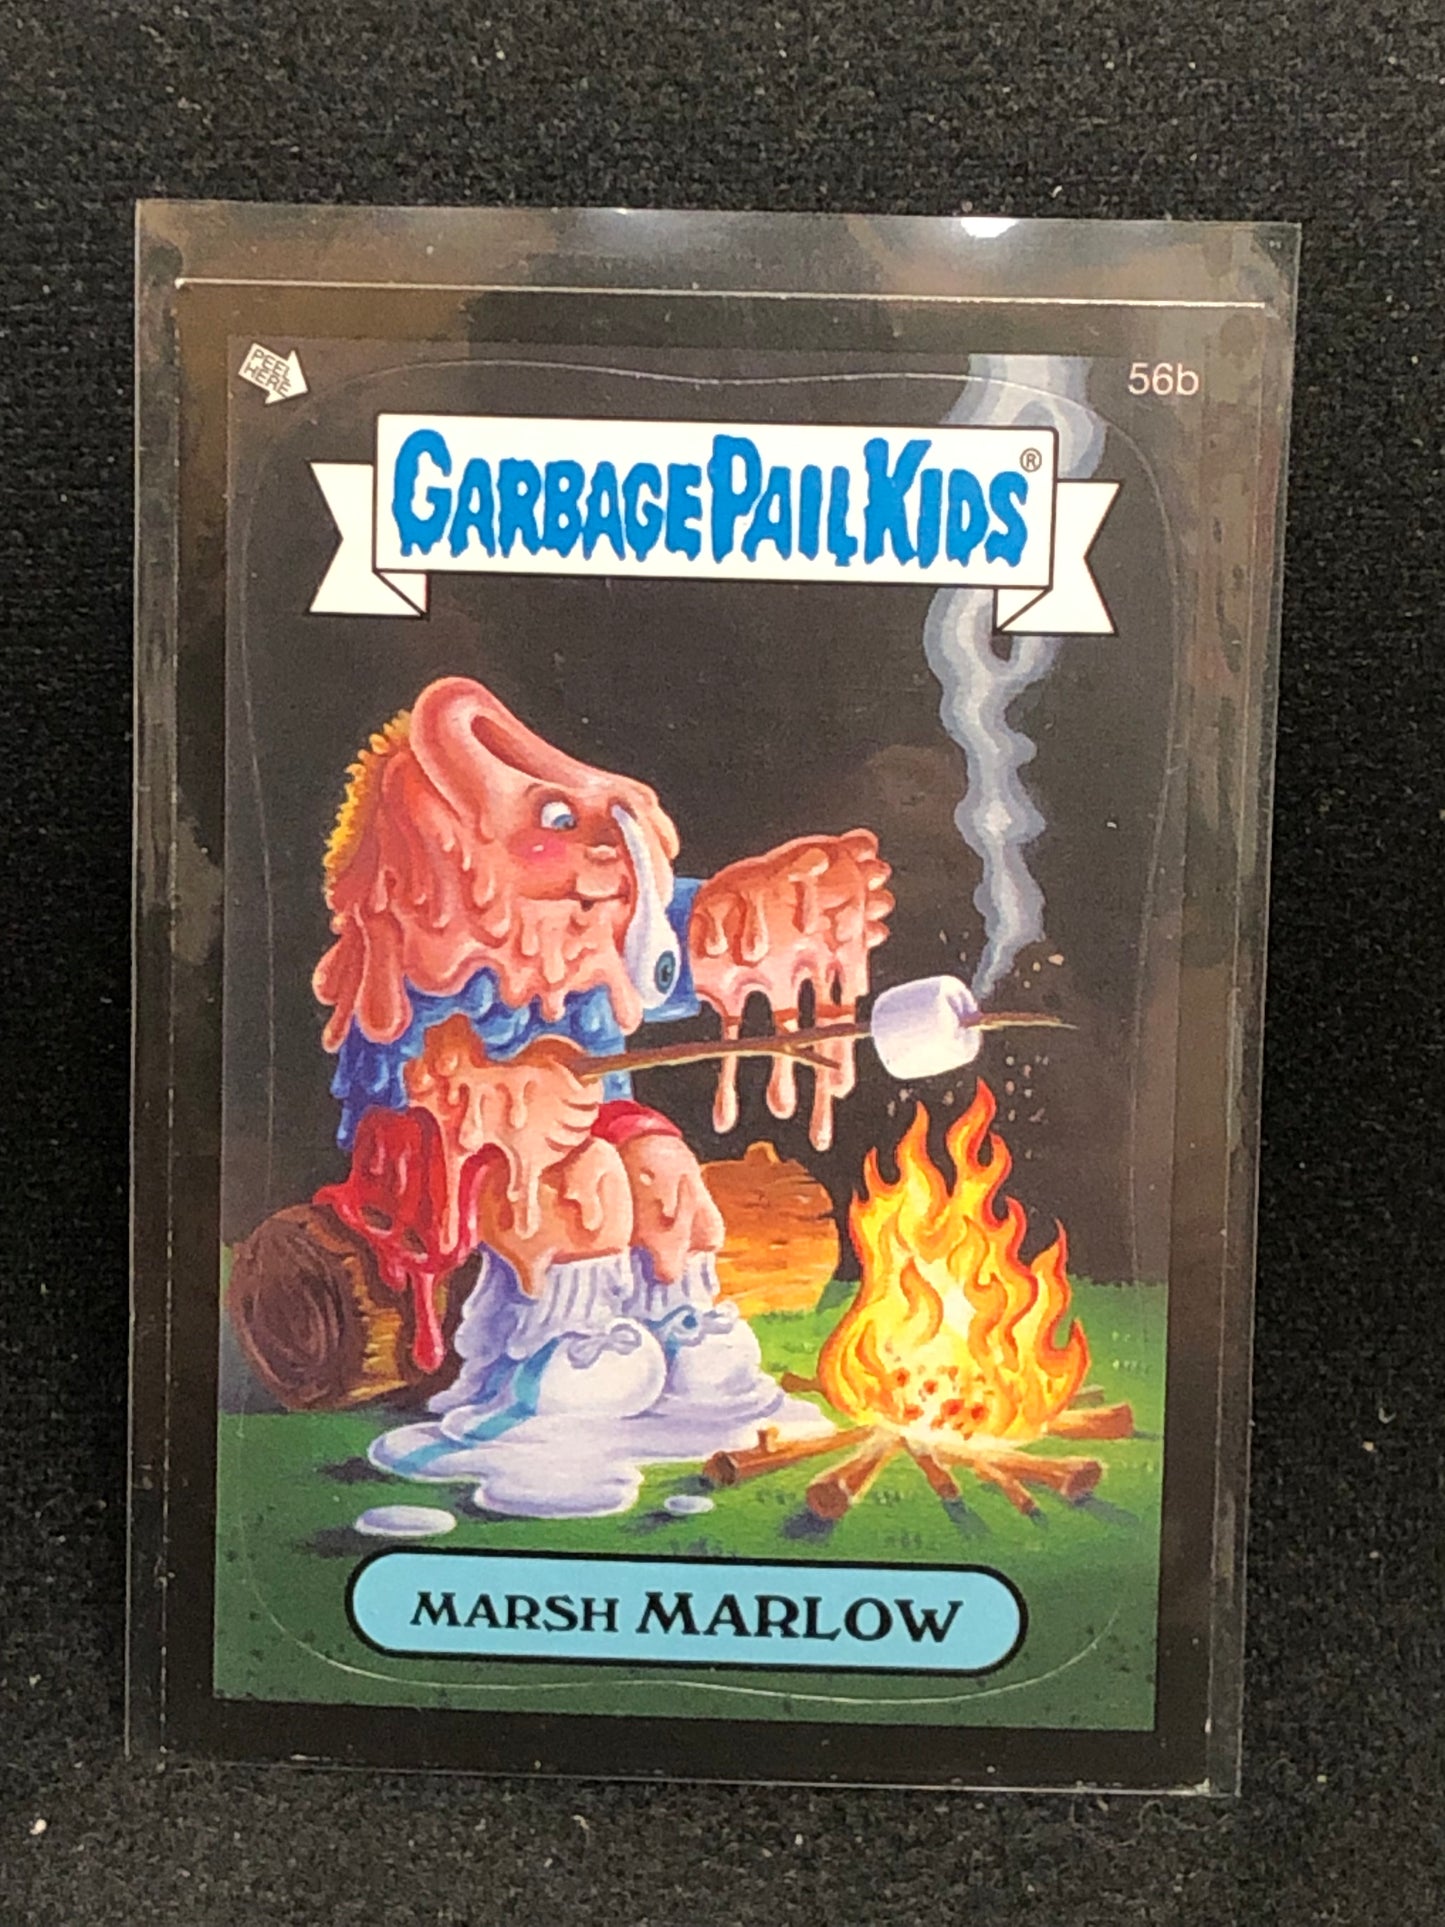 PEEL
HERE
56b
GARBAGE PAIL KIDS®
MARSH MARLOW